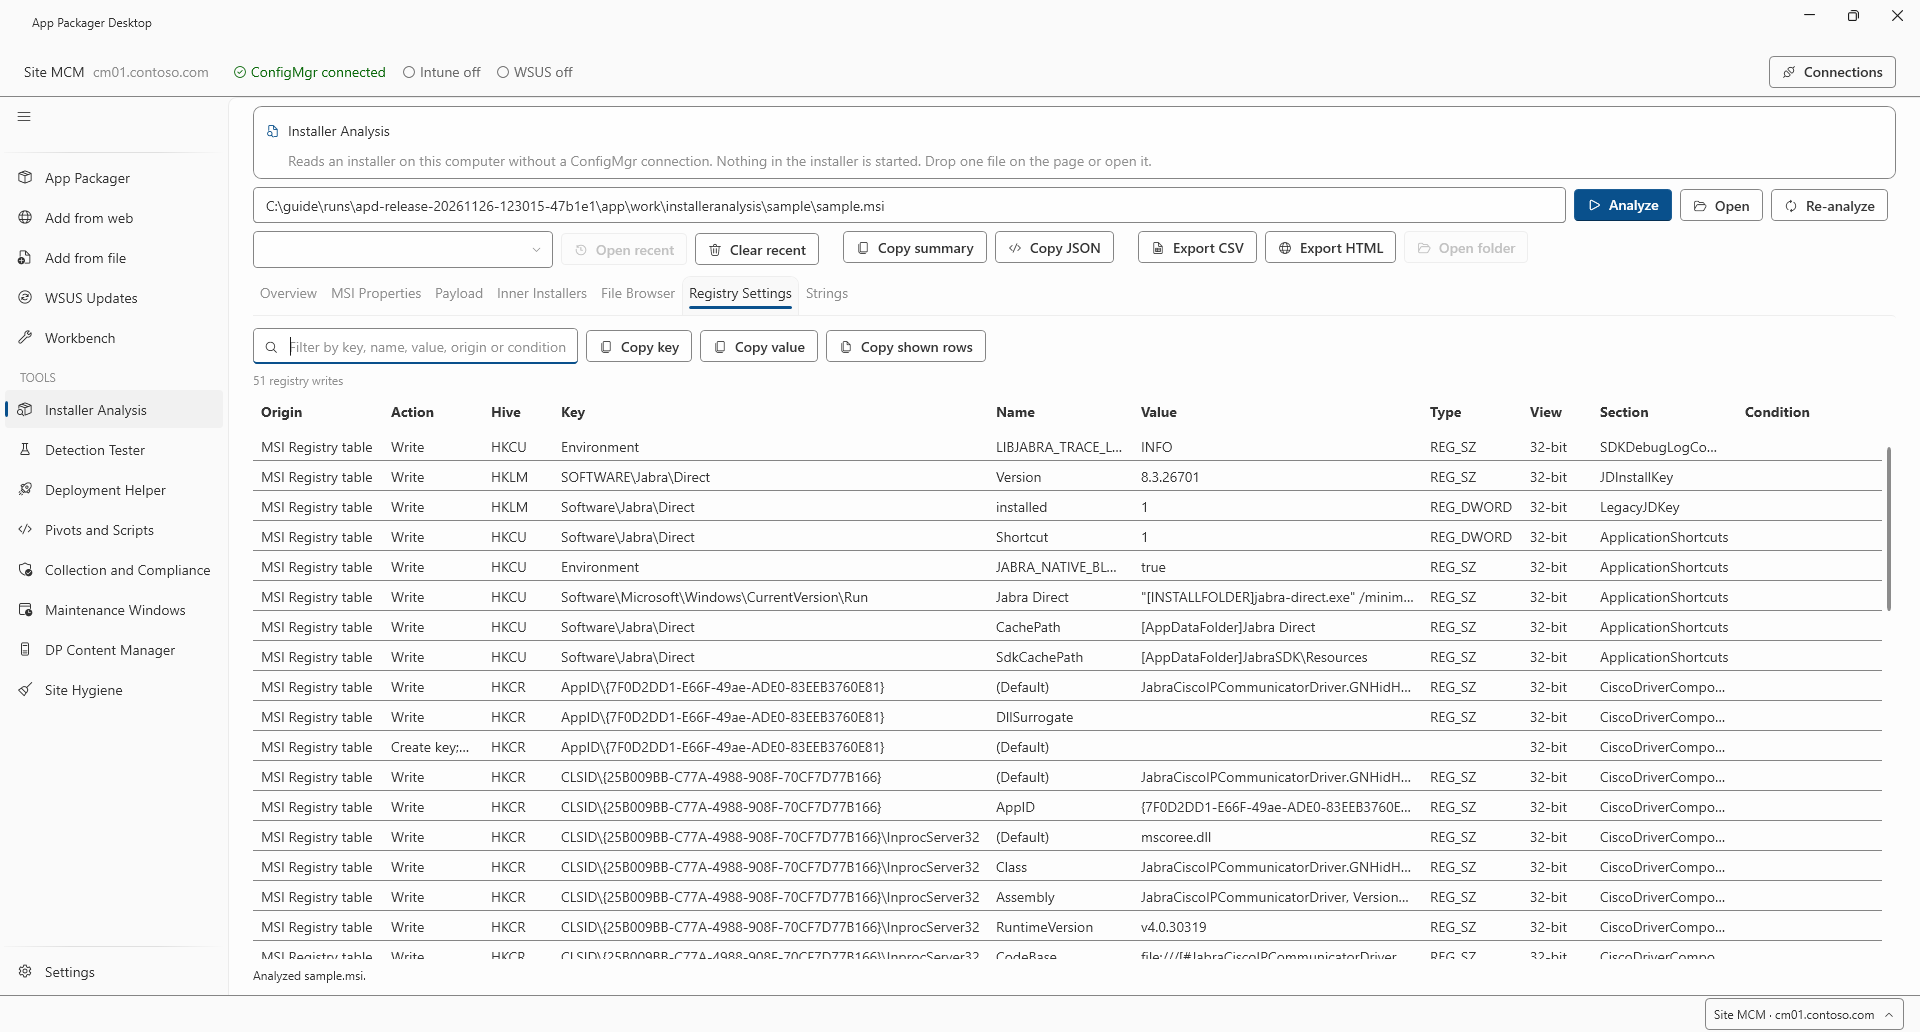 App Packager Desktop
Site MCM cm01.contoso.com ConfigMgr connected Intune off WSUS off Connections
Installer Analysis
Reads an installer on this computer without a ConfigMgr connection. Nothing in the installer is started. Drop one file on the page or open it.
App Packager
Add from web
Add from file
WSUS Updates
Workbench
TOOLS
Installer Analysis
Detection Tester
Deployment Helper
Pivots and Scripts
Collection and Compliance
Maintenance Windows
DP Content Manager
Site Hygiene
Settings
C:\guide\runs\apd-release-20261126-123015-47b1e1\app\work\installeranalysis\sample\sample.msi Analyze Open Re-analyze
Open recent Clear recent Copy summary Copy JSON Export CSV Export HTML Open folder
Overview MSI Properties Payload Inner Installers File Browser Registry Settings Strings
Filter by key, name, value, origin or condition Copy key Copy value Copy shown rows
51 registry writes
Origin Action Hive Key Name Value Type View Section Condition
MSI Registry table Write HKCU Environment LIBJABRA_TRACE_L... INFO REG_SZ 32-bit SDKDebugLogCo...
MSI Registry table Write HKLM SOFTWARE\Jabra\Direct Version 8.3.26701 REG_SZ 32-bit JDInstallKey
MSI Registry table Write HKLM Software\Jabra\Direct installed 1 REG_DWORD 32-bit LegacyJDKey
MSI Registry table Write HKCU Software\Jabra\Direct Shortcut 1 REG_DWORD 32-bit ApplicationShortcuts
MSI Registry table Write HKCU Environment JABRA_NATIVE_BL... true REG_SZ 32-bit ApplicationShortcuts
MSI Registry table Write HKCU Software\Microsoft\Windows\CurrentVersion\Run Jabra Direct "[INSTALLFOLDER]jabra-direct.exe" /minim... REG_SZ 32-bit ApplicationShortcuts
MSI Registry table Write HKCU Software\Jabra\Direct CachePath [AppDataFolder]Jabra Direct REG_SZ 32-bit ApplicationShortcuts
MSI Registry table Write HKCU Software\Jabra\Direct SdkCachePath [AppDataFolder]JabraSDK\Resources REG_SZ 32-bit ApplicationShortcuts
MSI Registry table Write HKCR AppID\{7F0D2DD1-E66F-49ae-ADE0-83EEB3760E81} (Default) JabraCiscoIPCommunicatorDriver.GNHidH... REG_SZ 32-bit CiscoDriverCompo...
MSI Registry table Write HKCR AppID\{7F0D2DD1-E66F-49ae-ADE0-83EEB3760E81} DllSurrogate REG_SZ 32-bit CiscoDriverCompo...
MSI Registry table Create key;... HKCR AppID\{7F0D2DD1-E66F-49ae-ADE0-83EEB3760E81} (Default) 32-bit CiscoDriverCompo...
MSI Registry table Write HKCR CLSID\{25B009BB-C77A-4988-908F-70CF7D77B166} (Default) JabraCiscoIPCommunicatorDriver.GNHidH... REG_SZ 32-bit CiscoDriverCompo...
MSI Registry table Write HKCR CLSID\{25B009BB-C77A-4988-908F-70CF7D77B166} AppID {7F0D2DD1-E66F-49ae-ADE0-83EEB3760E... REG_SZ 32-bit CiscoDriverCompo...
MSI Registry table Write HKCR CLSID\{25B009BB-C77A-4988-908F-70CF7D77B166}\InprocServer32 (Default) mscoree.dll REG_SZ 32-bit CiscoDriverCompo...
MSI Registry table Write HKCR CLSID\{25B009BB-C77A-4988-908F-70CF7D77B166}\InprocServer32 Class JabraCiscoIPCommunicatorDriver.GNHidH... REG_SZ 32-bit CiscoDriverCompo...
MSI Registry table Write HKCR CLSID\{25B009BB-C77A-4988-908F-70CF7D77B166}\InprocServer32 Assembly JabraCiscoIPCommunicatorDriver, Version... REG_SZ 32-bit CiscoDriverCompo...
MSI Registry table Write HKCR CLSID\{25B009BB-C77A-4988-908F-70CF7D77B166}\InprocServer32 RuntimeVersion v4.0.30319 REG_SZ 32-bit CiscoDriverCompo...
MSI Registry table Write HKCR CLSID\{25B009BB-C77A-4988-908F-70CF7D77B166}\InprocServer32 CodeBase file:///[#JabraCiscoIPCommunicatorDriver REG_SZ 32-bit CiscoDriverCompo
Analyzed sample.msi.
Site MCM · cm01.contoso.com